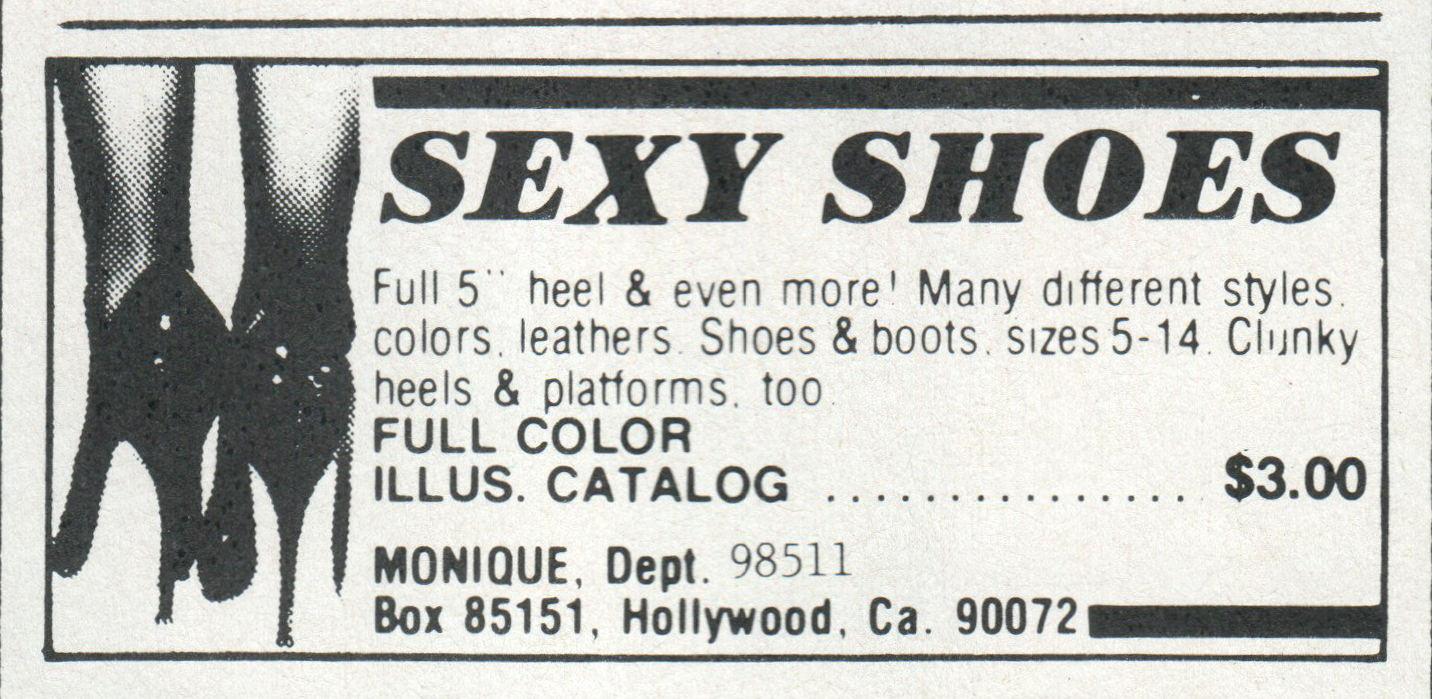 SEXY SHOES
Full 5" heel & even more! Many different styles,
colors, leathers. Shoes & boots, sizes 5-14. Clunky
heels & platforms, too.
FULL COLOR
ILLUS. CATALOG ................ $3.00
MONIQUE, Dept. 98511
Box 85151, Hollywood, Ca. 90072